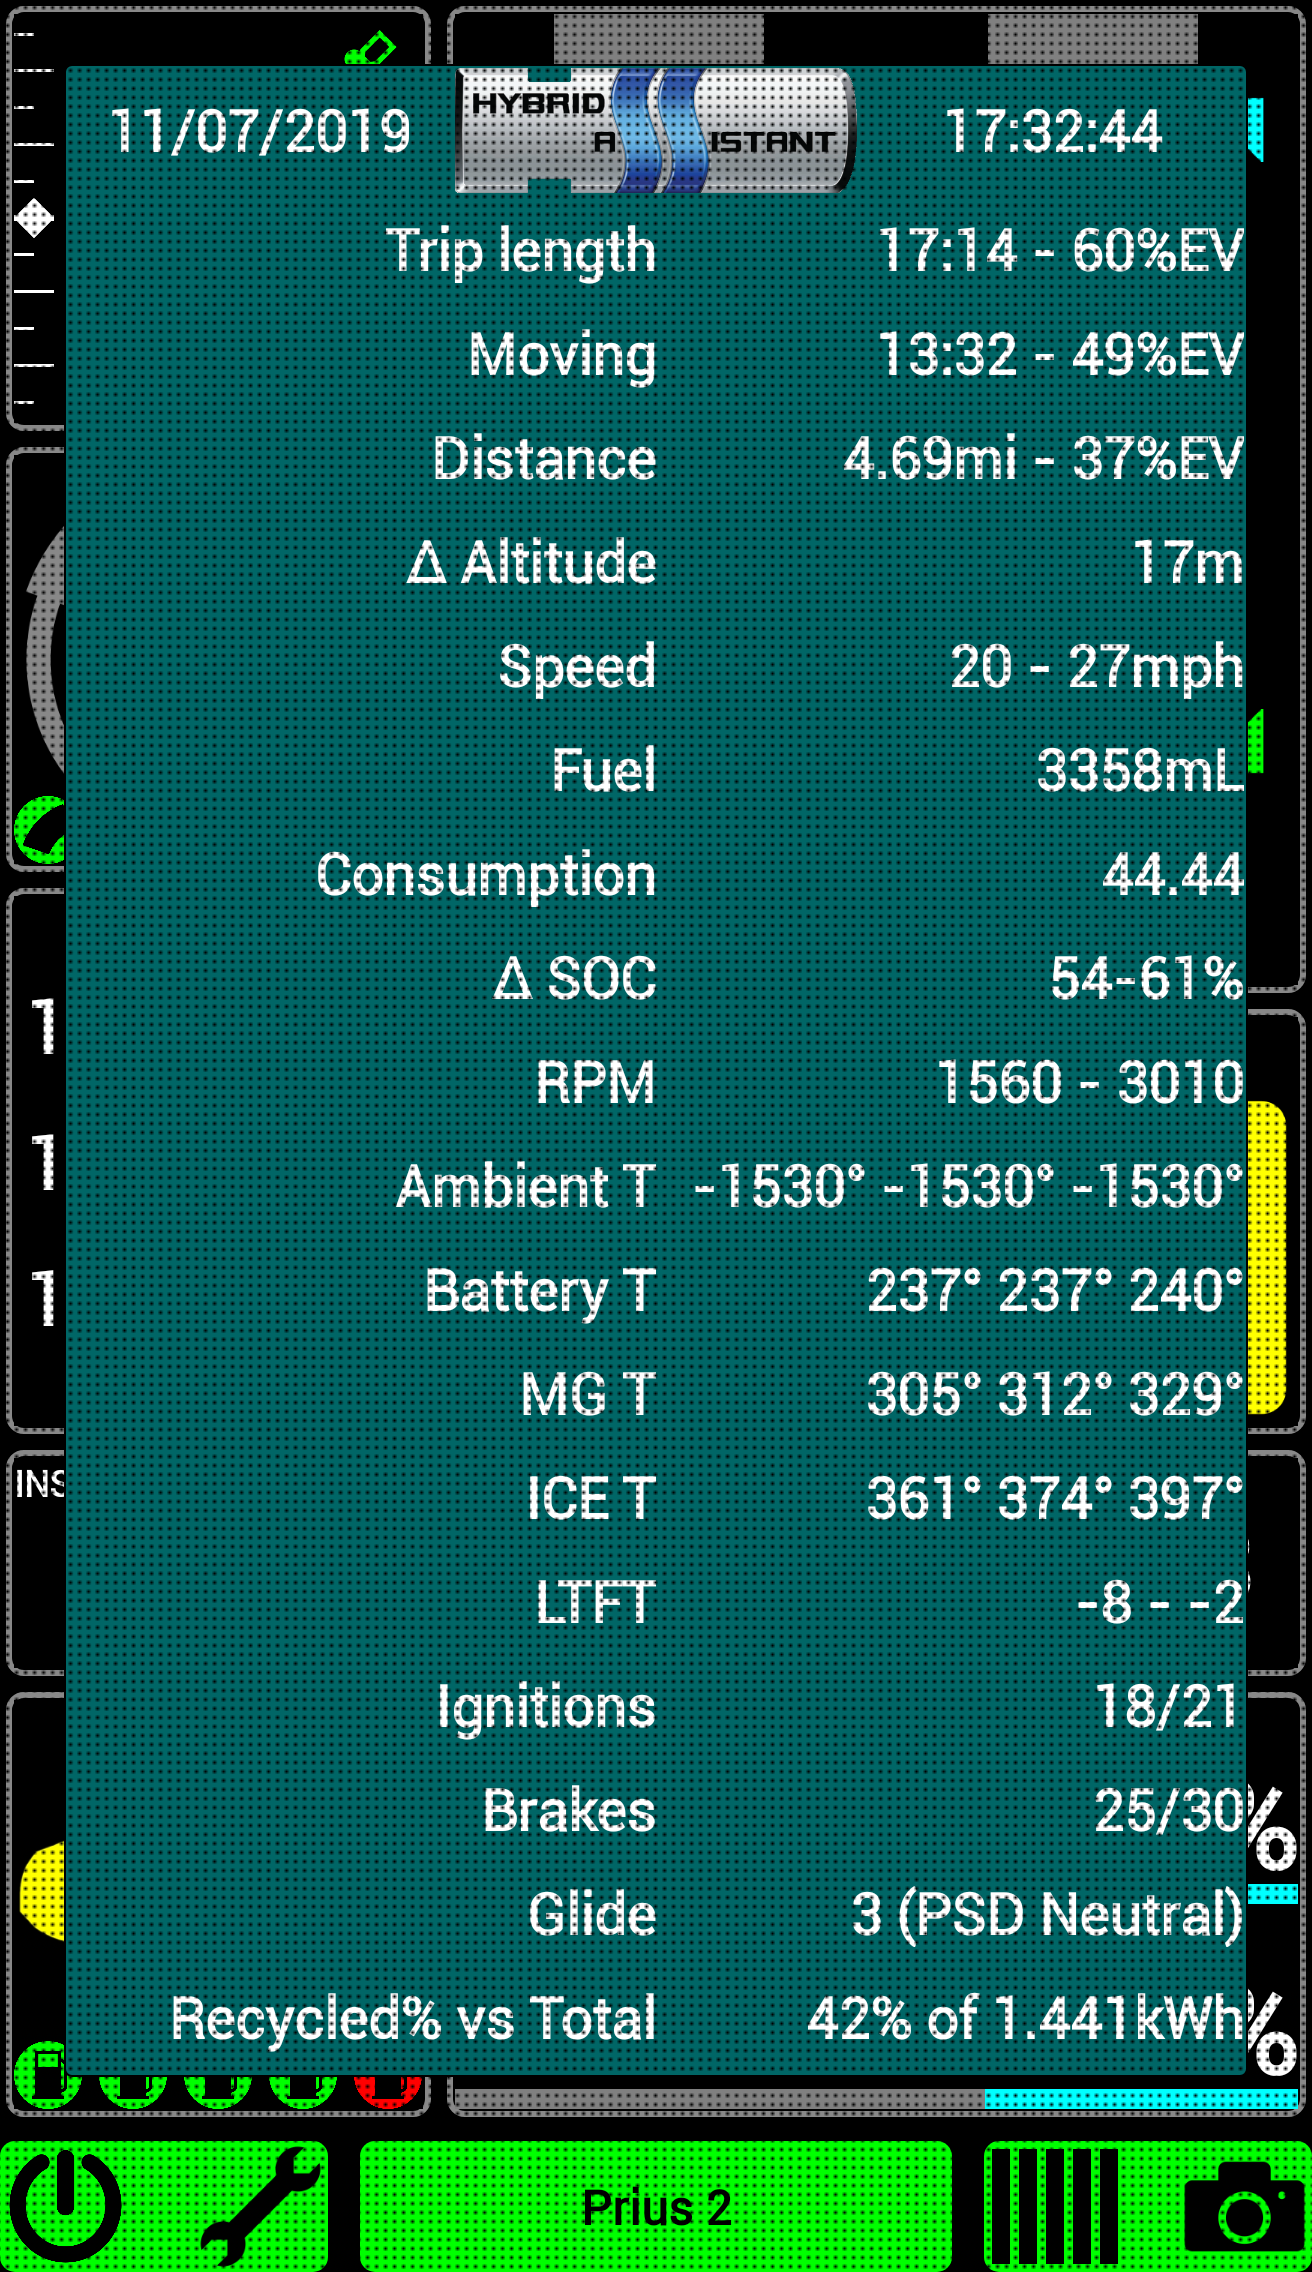 11/07/2019 HYBRID ASSISTANT 17:32:44
Trip length 17:14 - 60%EV
Moving 13:32 - 49%EV
Distance 4.69mi - 37%EV
Δ Altitude 17m
Speed 20 - 27mph
Fuel 3358mL
Consumption 44.44
Δ SOC 54-61%
1
RPM 1560 - 3010
1
Ambient T -1530° -1530° -1530°
Battery T 237° 237° 240°
1
MG T 305° 312° 329°
INS
ICE T 361° 374° 397°
LTFT -8 - -2
Ignitions 18/21
Brakes 25/30
%
Glide 3 (PSD Neutral)
Recycled% vs Total 42% of 1.441kWh
%
Prius 2